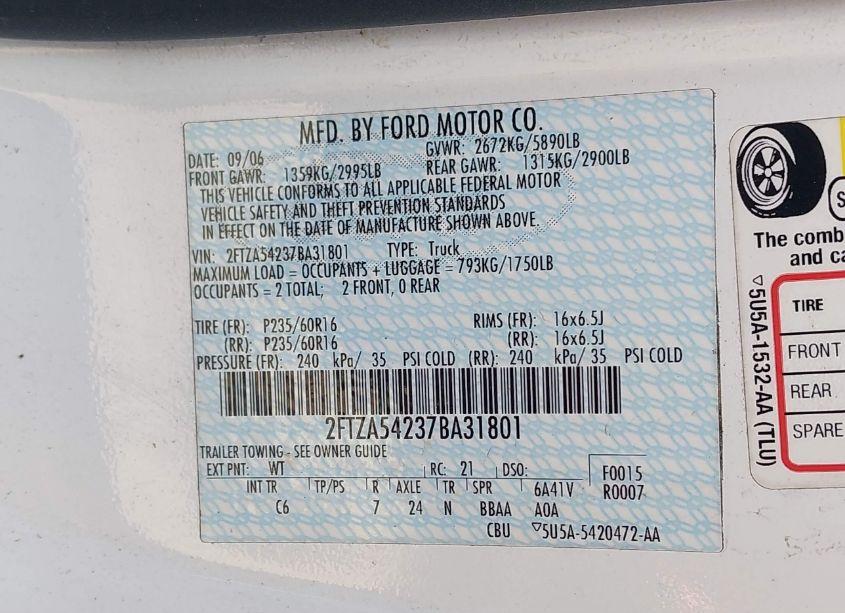 MFD. BY FORD MOTOR CO.
DATE: 09/06 GVWR: 2672KG/5890LB
FRONT GAWR: 1359KG/2995LB REAR GAWR: 1315KG/2900LB
THIS VEHICLE CONFORMS TO ALL APPLICABLE FEDERAL MOTOR
VEHICLE SAFETY AND THEFT PREVENTION STANDARDS
IN EFFECT ON THE DATE OF MANUFACTURE SHOWN ABOVE.
VIN: 2FTZA54237BA31801 TYPE: Truck
MAXIMUM LOAD = OCCUPANTS + LUGGAGE = 793KG/1750LB
OCCUPANTS = 2 TOTAL; 2 FRONT, 0 REAR
TIRE (FR): P235/60R16 RIMS (FR): 16x6.5J
(RR): P235/60R16 (RR): 16x6.5J
PRESSURE (FR): 240 kPa/ 35 PSI COLD (RR): 240 kPa/ 35 PSI COLD
2FTZA54237BA31801
TRAILER TOWING - SEE OWNER GUIDE
EXT PNT: WT RC: 21 DSO: F0015
INT TR TP/PS R AXLE TR SPR 6A41V R0007
C6 7 24 N BBAA AOA
CBU ▽5U5A-5420472-AA
The comb
and ca
TIRE
FRONT
REAR
SPARE
▽5U5A-1532-AA (TLU)